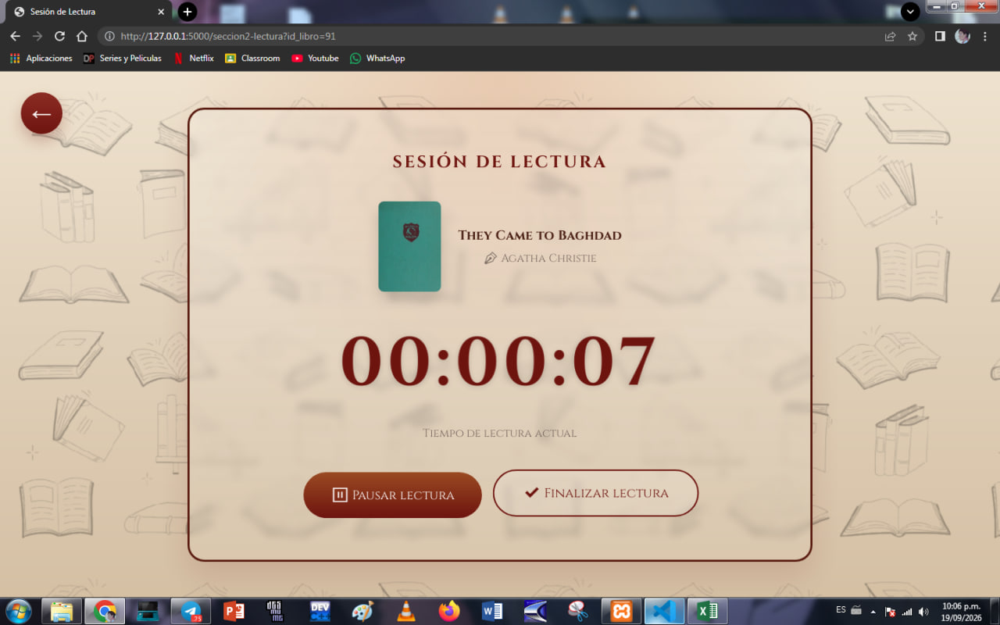 Sesión de Lectura
http://127.0.0.1:5000/seccion2-lectura?id_libro=91
Aplicaciones
DP Series y Películas
Netflix
Classroom
Youtube
WhatsApp
SESIÓN DE LECTURA
They Came to Baghdad
Agatha Christie
00:00:07
Tiempo de lectura actual
Pausar lectura
Finalizar lectura
DEV
ES
10:06 p.m.
19/09/2026